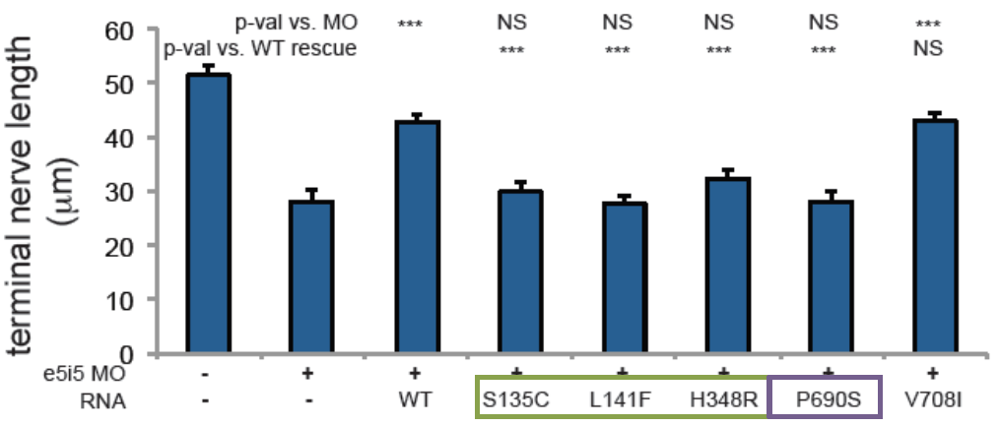 p-val vs. MO *** NS NS NS NS ***
p-val vs. WT rescue *** *** *** *** NS
terminal nerve length
(μm)
60
50
40
30
20
10
0
e5i5 MO - + + + + + + +
RNA - - WT S135C L141F H348R P690S V708I